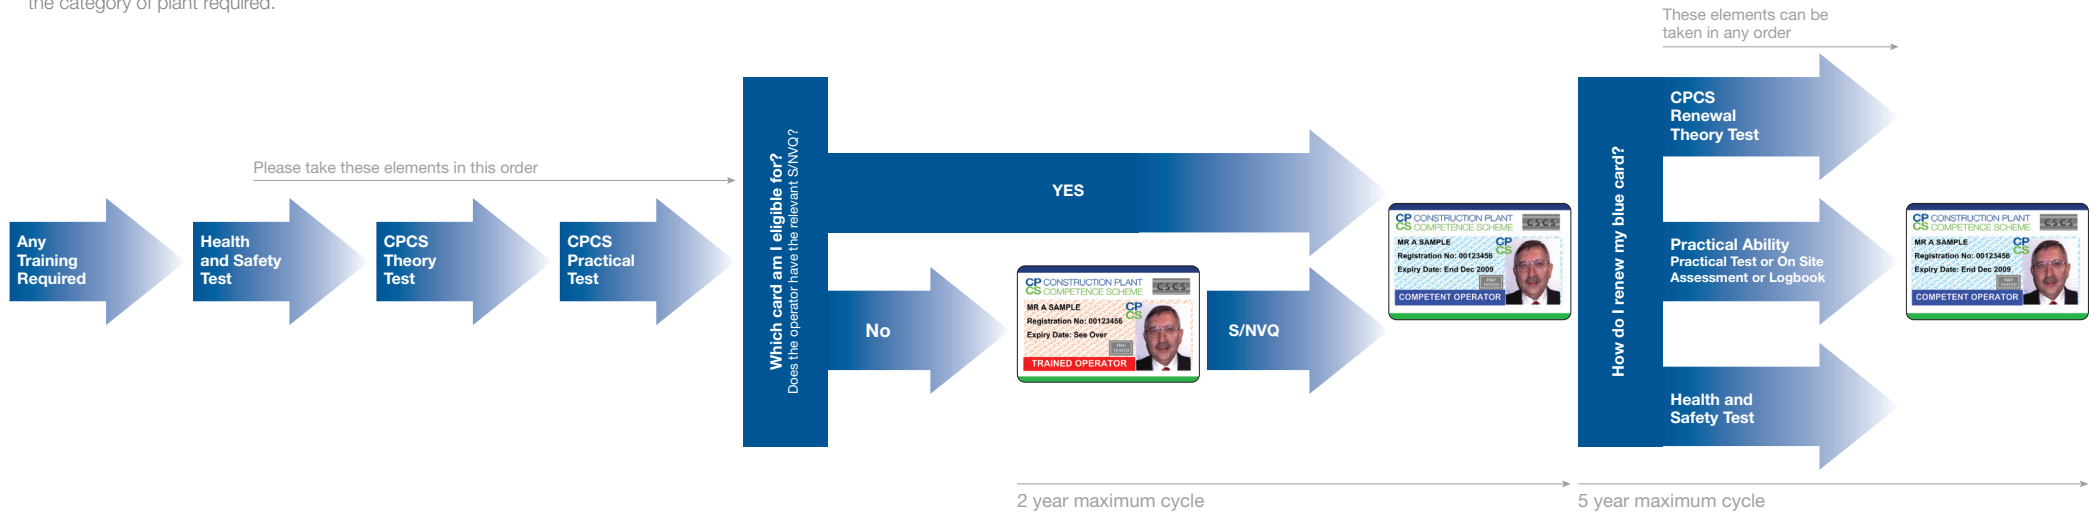 the category of plant required.
Please take these elements in this order
Any
Training
Required
Health
and Safety
Test
CPCS
Theory
Test
CPCS
Practical
Test
Which card am I eligible for?
Does the operator have the relevant S/NVQ?
YES
No
CP CONSTRUCTION PLANT
CS COMPETENCE SCHEME
CSCS
MR A SAMPLE
CP
CS
Registration No: 00123456
Expiry Date: See Over
TRAINED OPERATOR
S/NVQ
2 year maximum cycle
CP CONSTRUCTION PLANT
CS COMPETENCE SCHEME
CSCS
MR A SAMPLE
CP
CS
Registration No: 00123456
Expiry Date: End Dec 2009
COMPETENT OPERATOR
How do I renew my blue card?
These elements can be
taken in any order
CPCS
Renewal
Theory Test
Practical Ability
Practical Test or On Site
Assessment or Logbook
Health and
Safety Test
5 year maximum cycle
CP CONSTRUCTION PLANT
CS COMPETENCE SCHEME
CSCS
MR A SAMPLE
CP
CS
Registration No: 00123456
Expiry Date: End Dec 2009
COMPETENT OPERATOR